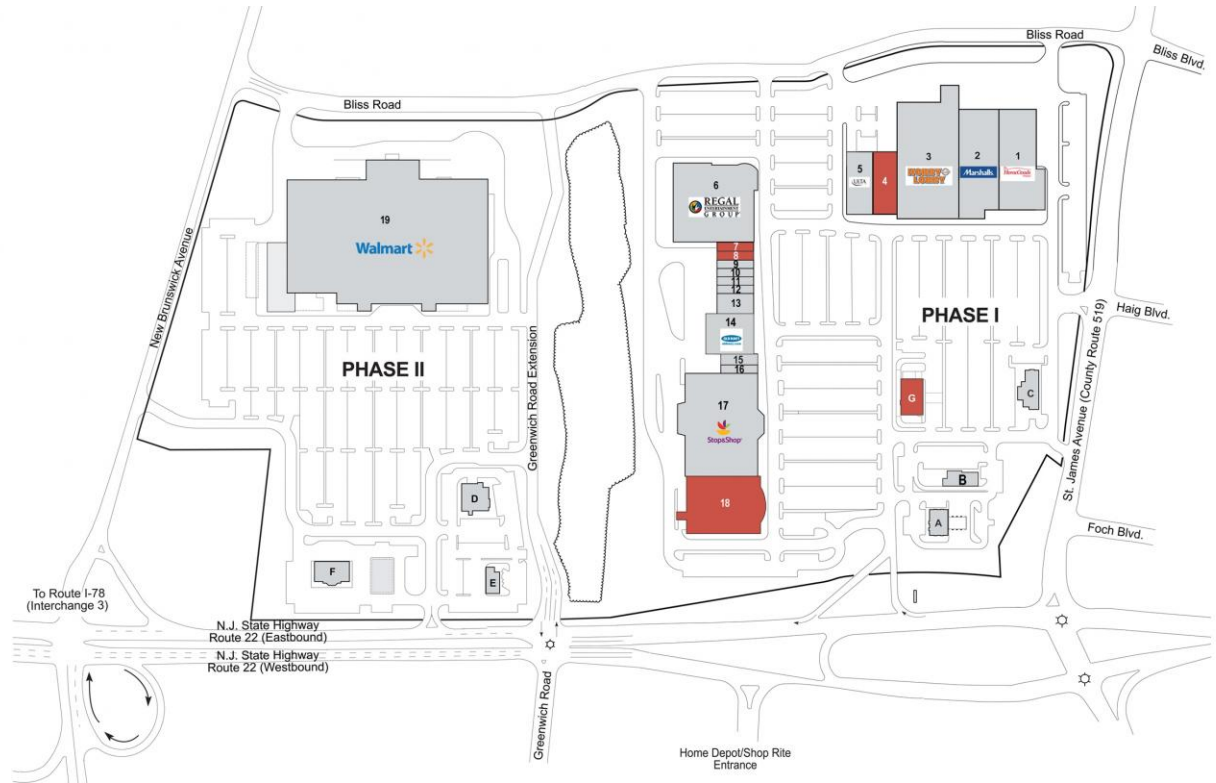 Bliss Road
Bliss Blvd.
Bliss Road
New Brunswick Avenue
19
Walmart
PHASE II
Greenwich Road Extension
6
REGAL
ENTERTAINMENT
GROUP
7
8
9
10
11
12
13
14
15
16
17
Stop&Shop
18
5
ULTA
4
3
HOBBY
LOBBY
2
Marshalls
1
PHASE I
Haig Blvd.
St. James Avenue (County Route 519)
G
C
B
A
Foch Blvd.
D
E
F
To Route I-78
(Interchange 3)
N.J. State Highway
Route 22 (Eastbound)
N.J. State Highway
Route 22 (Westbound)
Greenwich Road
Home Depot/Shop Rite
Entrance